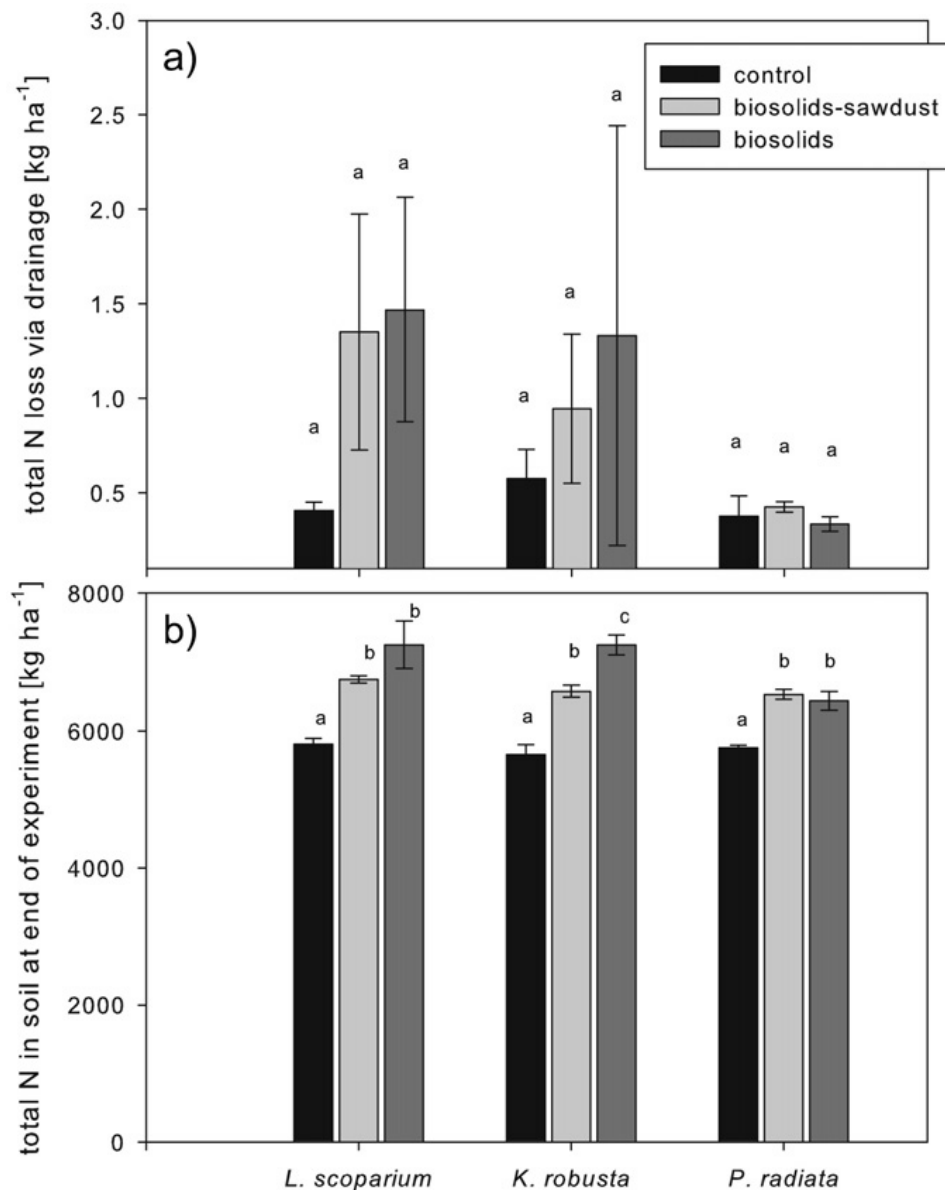 a)
control
biosolids-sawdust
biosolids
total N loss via drainage [kg ha⁻¹]
3.0
2.5
2.0
1.5
1.0
0.5
a a a a a a a a a
b)
total N in soil at end of experiment [kg ha⁻¹]
8000
6000
4000
2000
0
a b b a b c a b b
L. scoparium K. robusta P. radiata